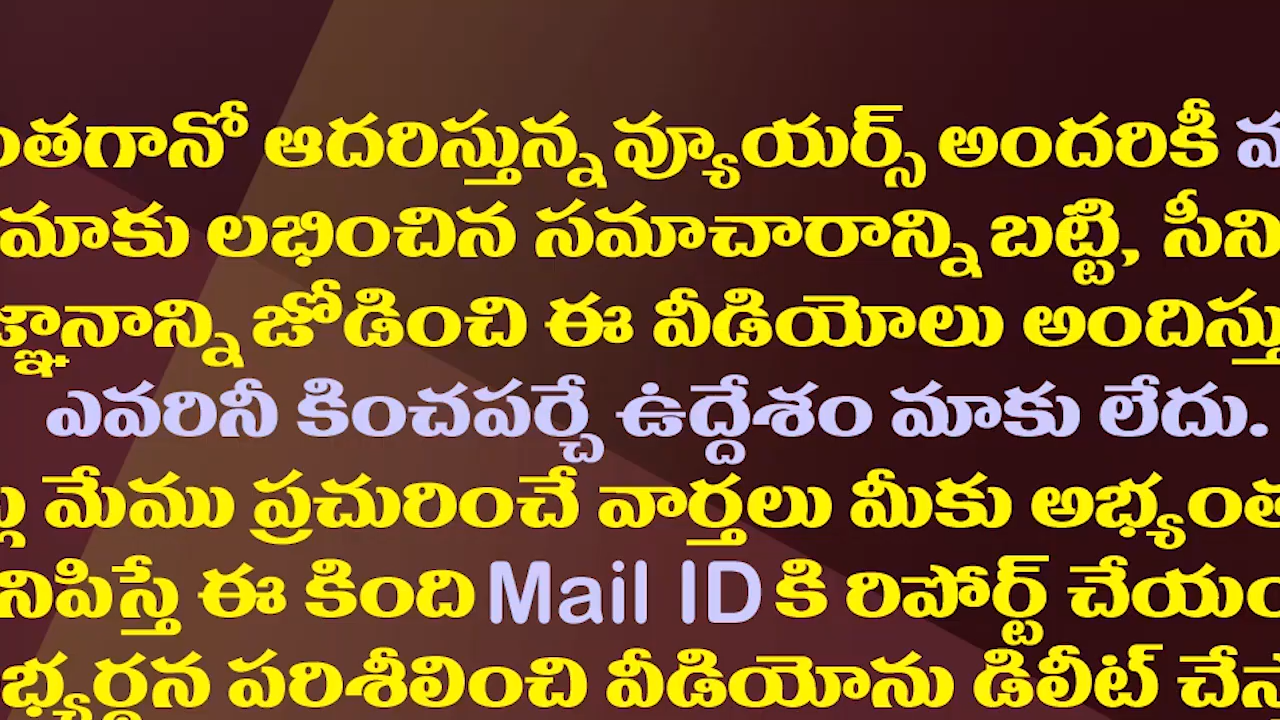 ంతగానో ఆదరిస్తున్న వ్యూయర్స్ అందరికీ
మాకు లభించిన సమాచారాన్ని బట్టి, సీని
జ్ఞానాన్ని జోడించి ఈ వీడియోలు అందిస్తు
ఎవరినీ కించపర్చే ఉద్దేశం మాకు లేదు.
మేము ప్రచురించే వార్తలు మీకు అభ్యంత
నిపిస్తే ఈ కింది Mail ID కి రిపోర్ట్ చేయం
భ్యర్ధన పరిశీలించి వీడియోను డిలీట్ చేస